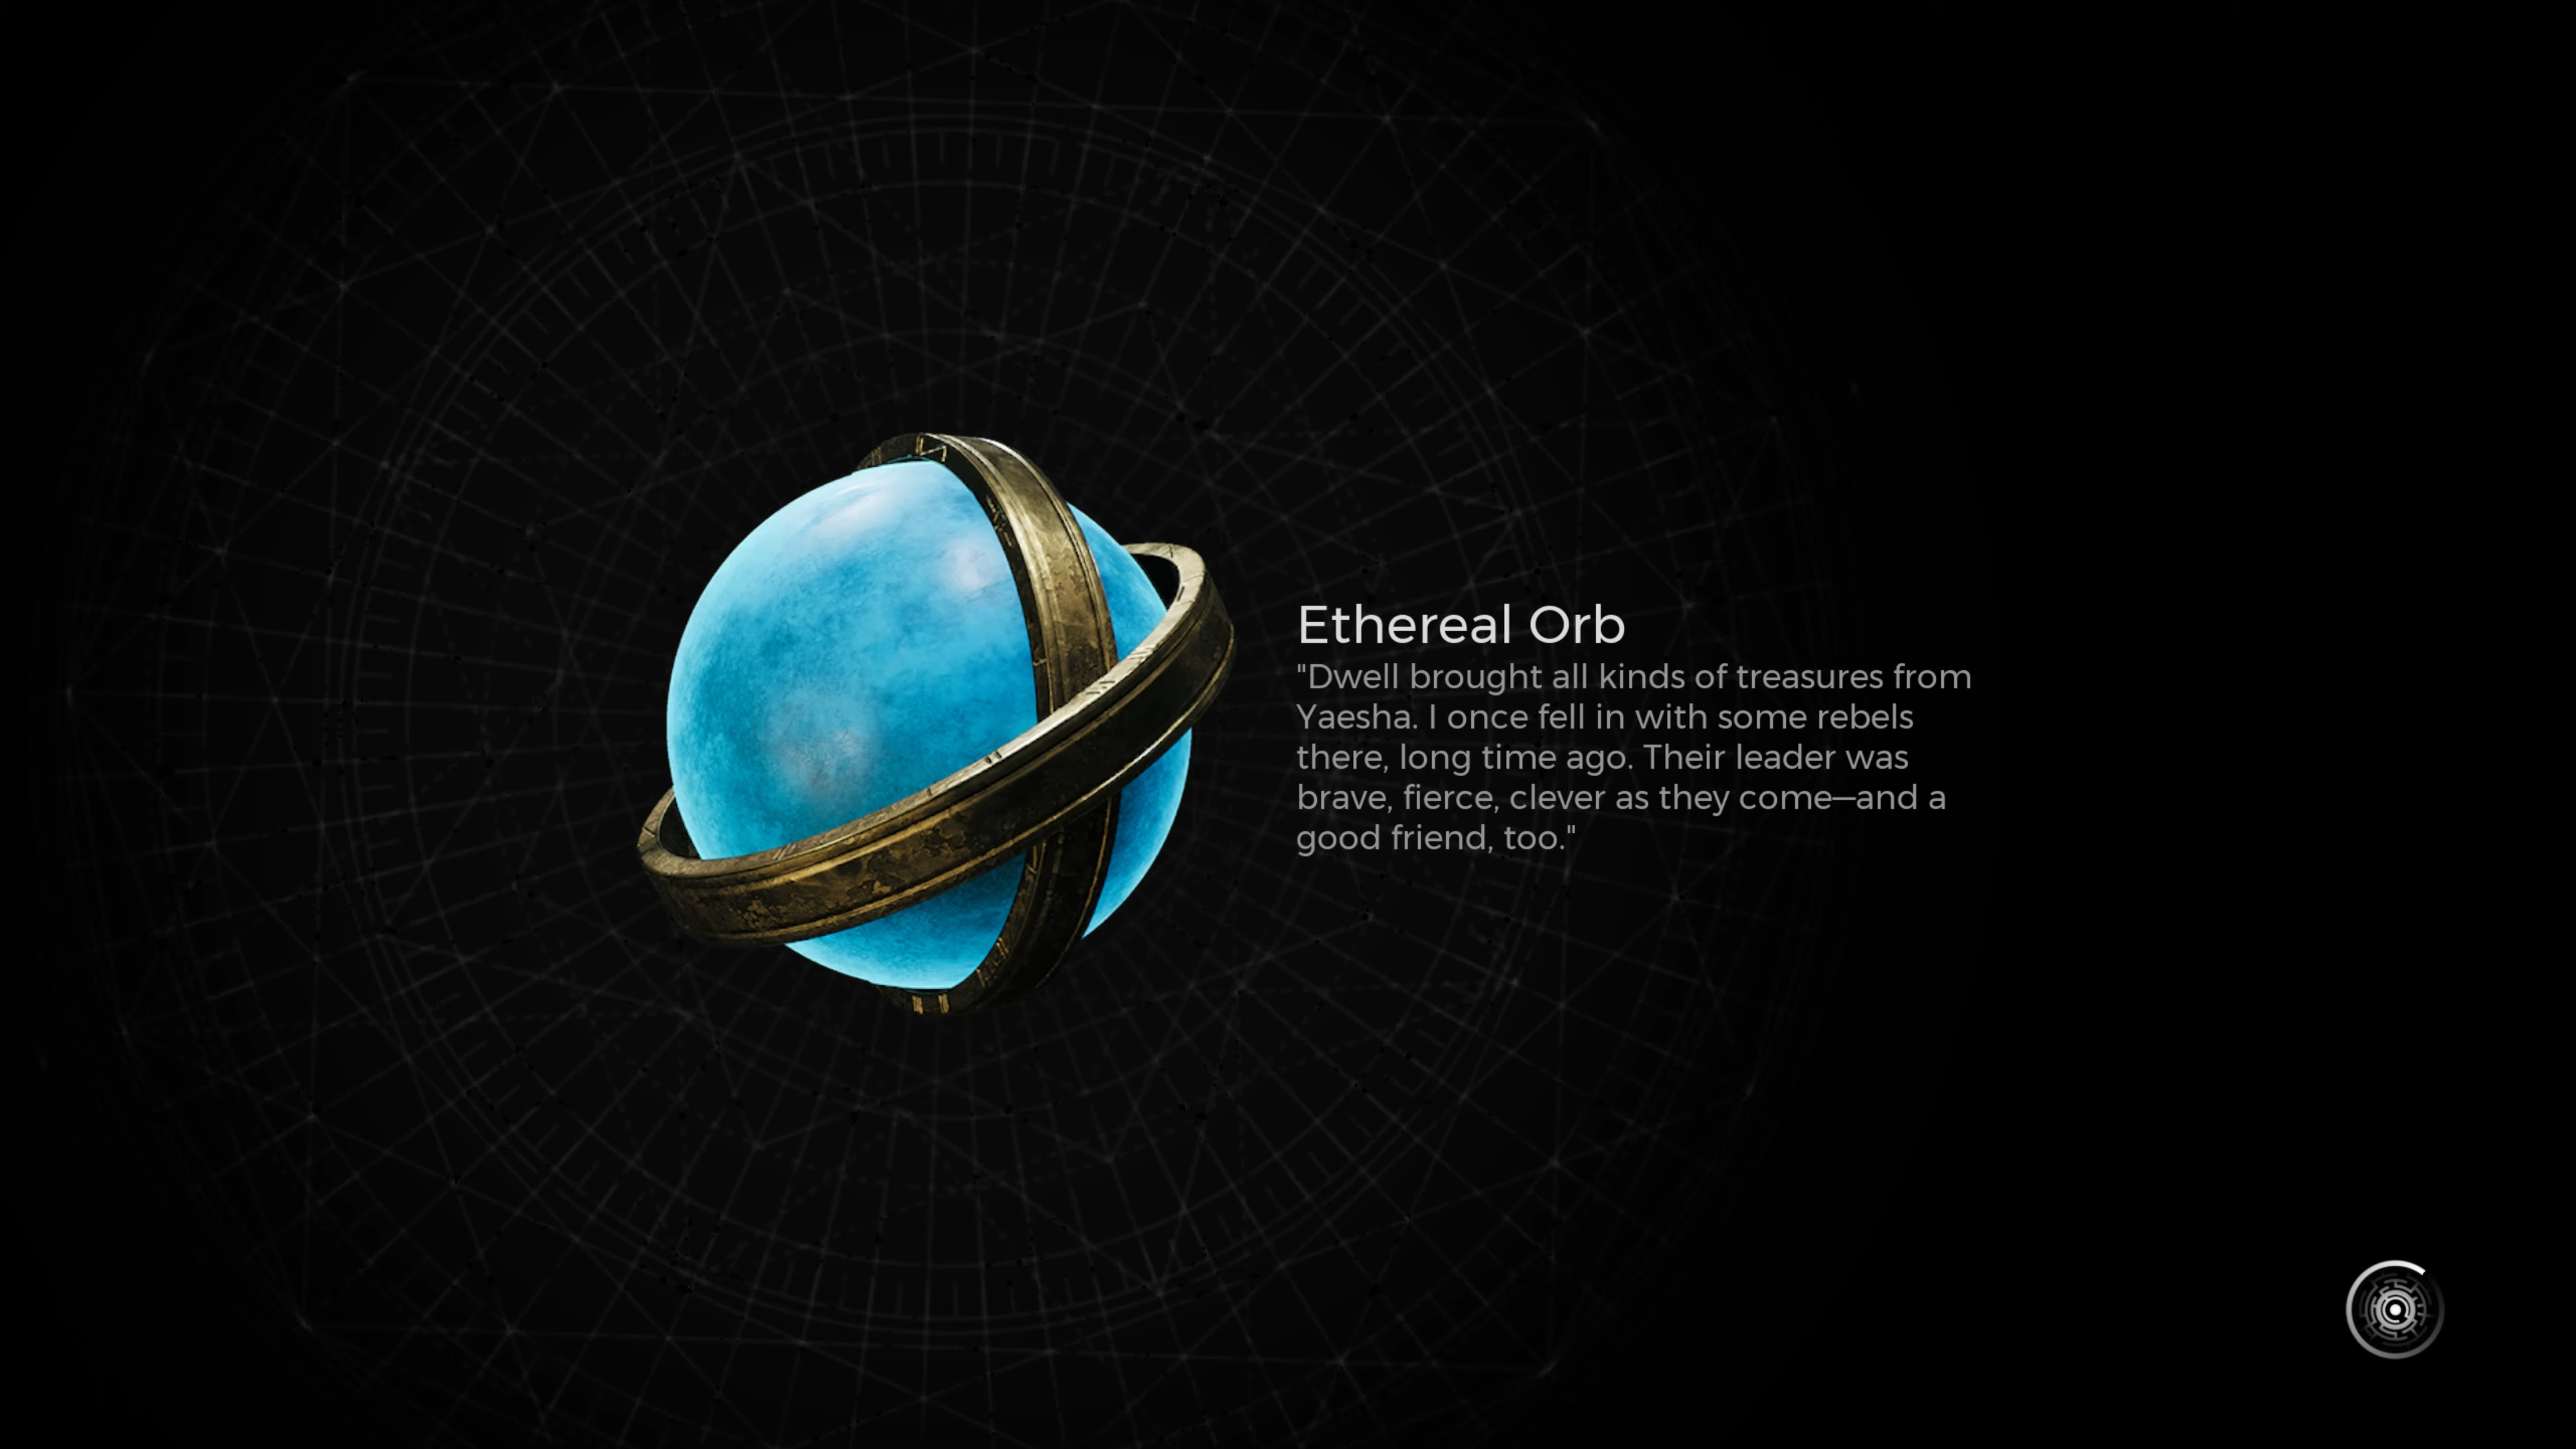 Ethereal Orb
"Dwell brought all kinds of treasures from
Yaesha. I once fell in with some rebels
there, long time ago. Their leader was
brave, fierce, clever as they come—and a
good friend, too."